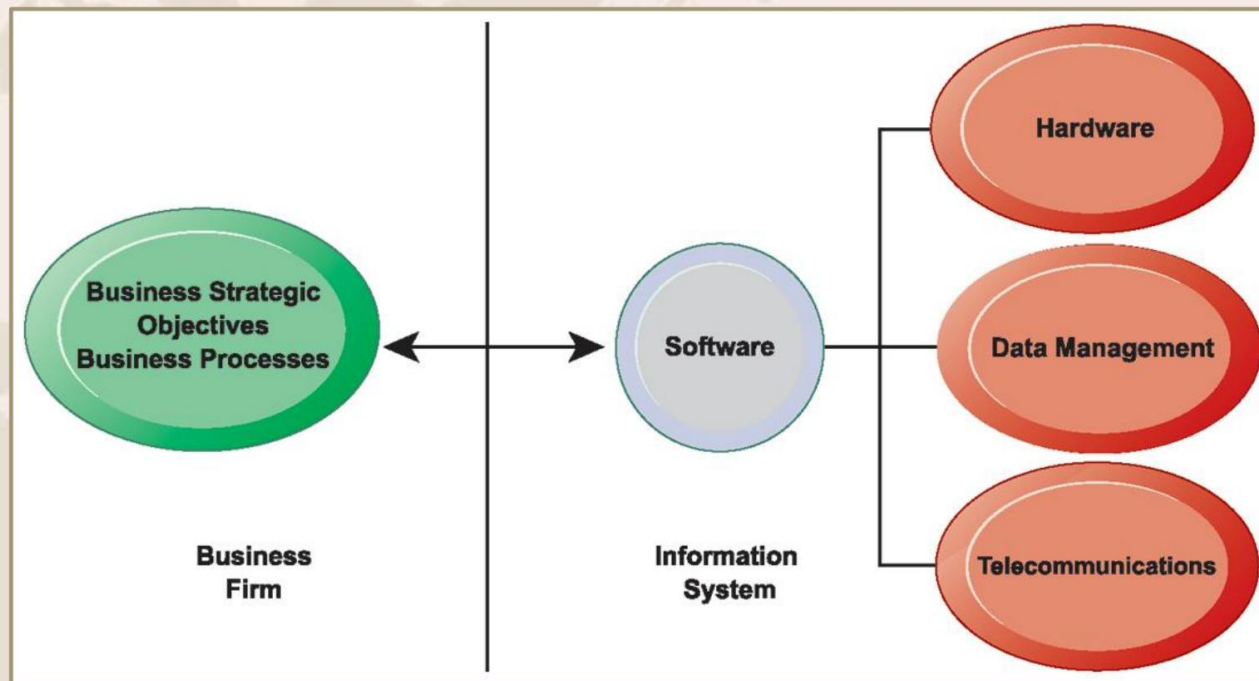 Business Strategic
Objectives
Business Processes
Business
Firm
Software
Information
System
Hardware
Data Management
Telecommunications